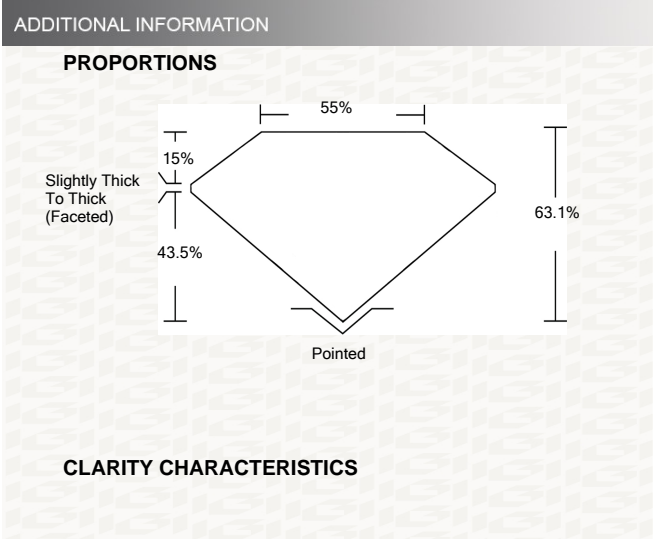 ADDITIONAL INFORMATION
PROPORTIONS
55%
15%
Slightly Thick
To Thick
(Faceted)
63.1%
43.5%
Pointed
CLARITY CHARACTERISTICS